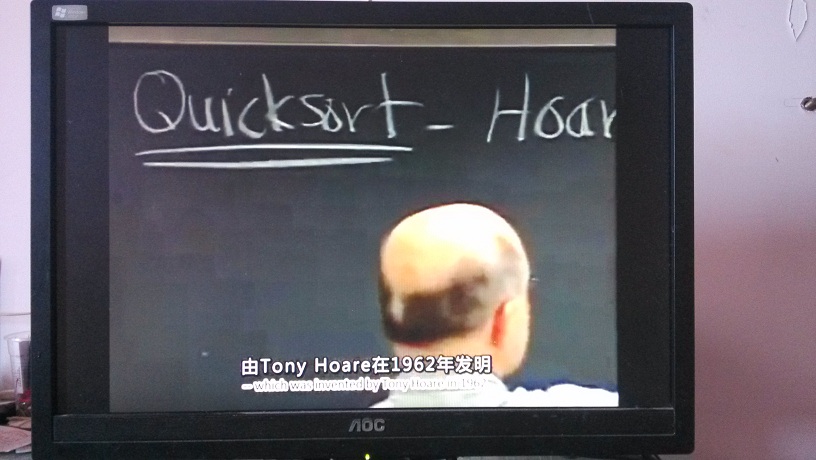 Quicksort - Hoar
由Tony Hoare在1962年发明
-- which was invented by Tony Hoare in 1962
AOC